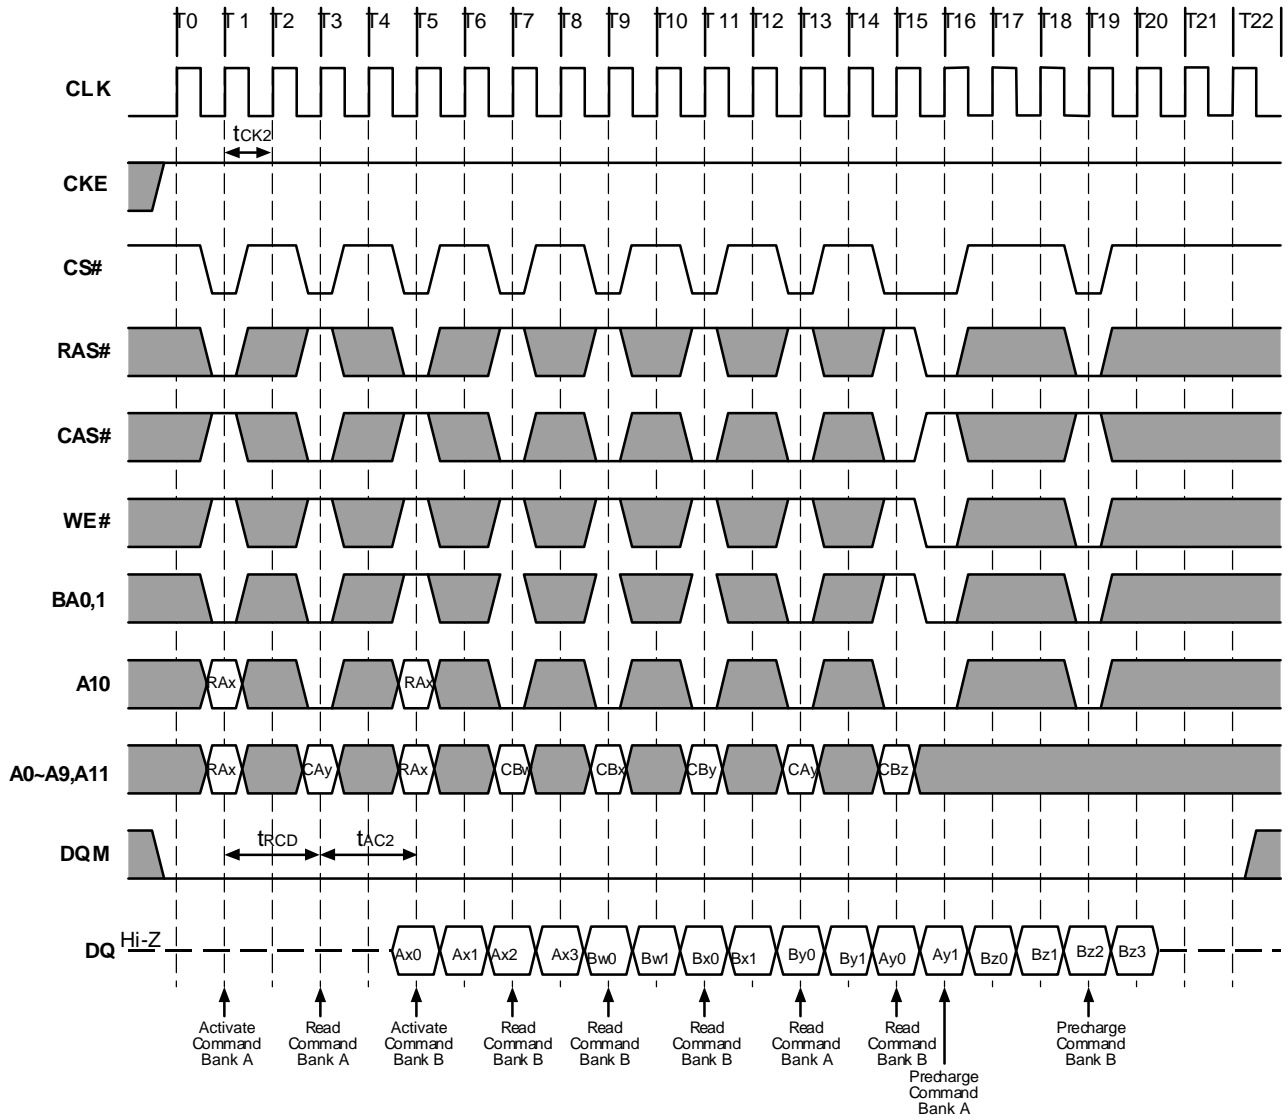 T0 T 1 T2 T3 T4 T5 T6 T7 T8 T9 T10 T 11 T12 T13 T14 T15 T16 T17 T18 T19 T20 T21 T22
CLK
tCK2
CKE
CS#
RAS#
CAS#
WE#
BA0,1
A10
RAx RAx
A0~A9,A11
RAx CAy RAx CBw CBx CBy CAy CBz
tRCD tAC2
DQM
DQ
Hi-Z
Ax0 Ax1 Ax2 Ax3 Bw0 Bw1 Bx0 Bx1 By0 By1 Ay0 Ay1 Bz0 Bz1 Bz2 Bz3
Activate
Command
Bank A
Read
Command
Bank A
Activate
Command
Bank B
Read
Command
Bank B
Read
Command
Bank B
Read
Command
Bank B
Read
Command
Bank A
Read
Command
Bank B
Precharge
Command
Bank A
Precharge
Command
Bank B